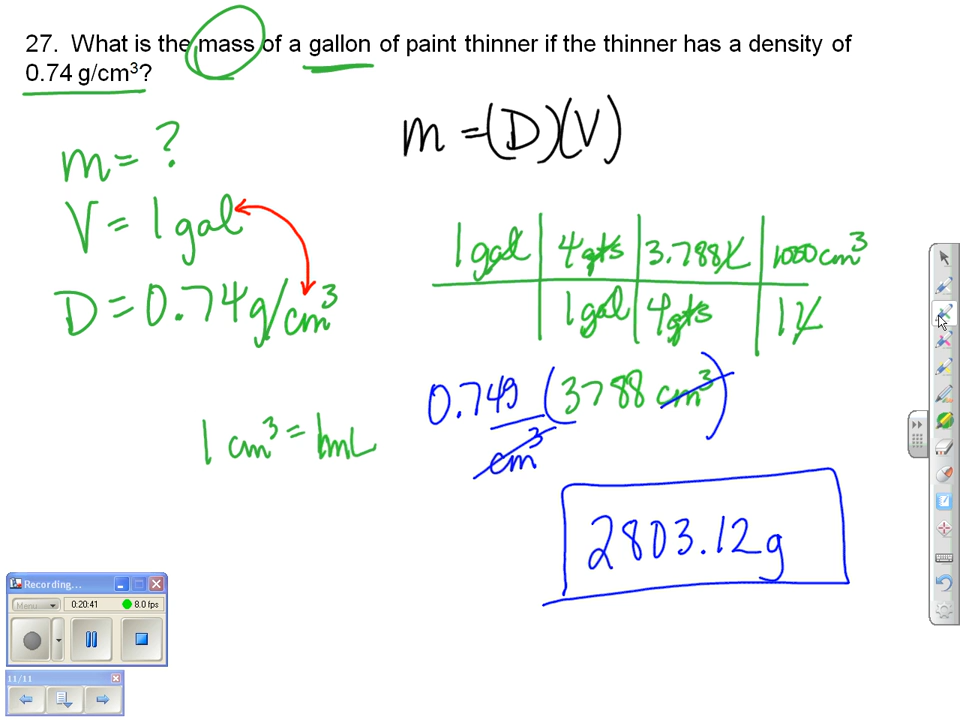 27. What is the mass of a gallon of paint thinner if the thinner has a density of
0.74 g/cm³?
m = ?
m = (D)(V)
V = 1 gal
D = 0.74 g/cm³
1 gal | 4 qts | 3.788 L | 1000 cm³
1 gal | 4 qts | 1 L
0.74 g (3788 cm³)
cm³
1 cm³ = 1 mL
2803.12 g
Recording...
Menu
0:20:41
8.0 fps
11/11